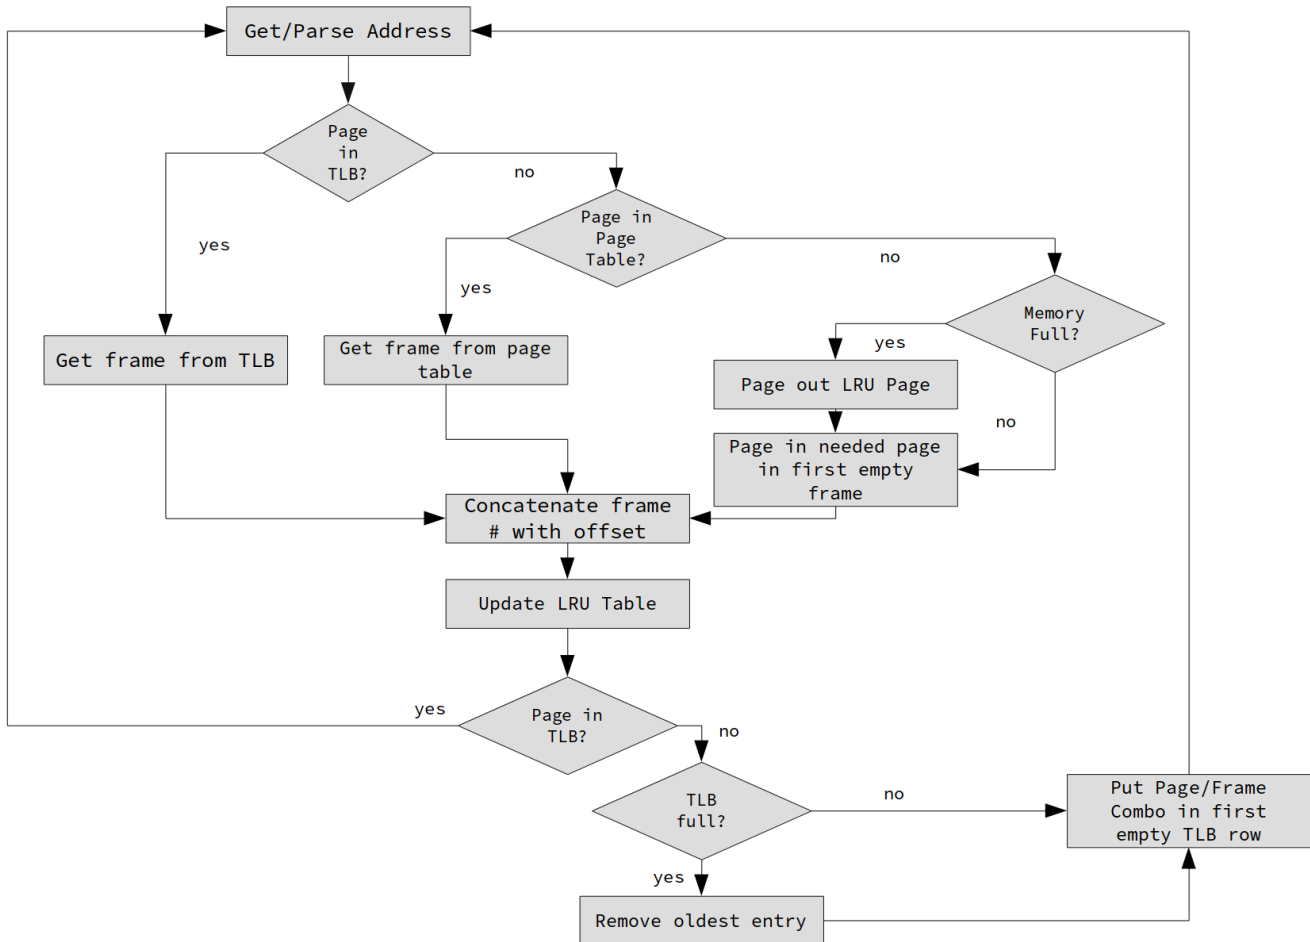 Get/Parse Address
Page
in
TLB?
no
yes
Page in
Page
Table?
no
yes
Memory
Full?
yes
no
Get frame from TLB
Get frame from page
table
Page out LRU Page
Page in needed page
in first empty
frame
Concatenate frame
# with offset
Update LRU Table
Page in
TLB?
yes
no
TLB
full?
no
yes
Put Page/Frame
Combo in first
empty TLB row
Remove oldest entry